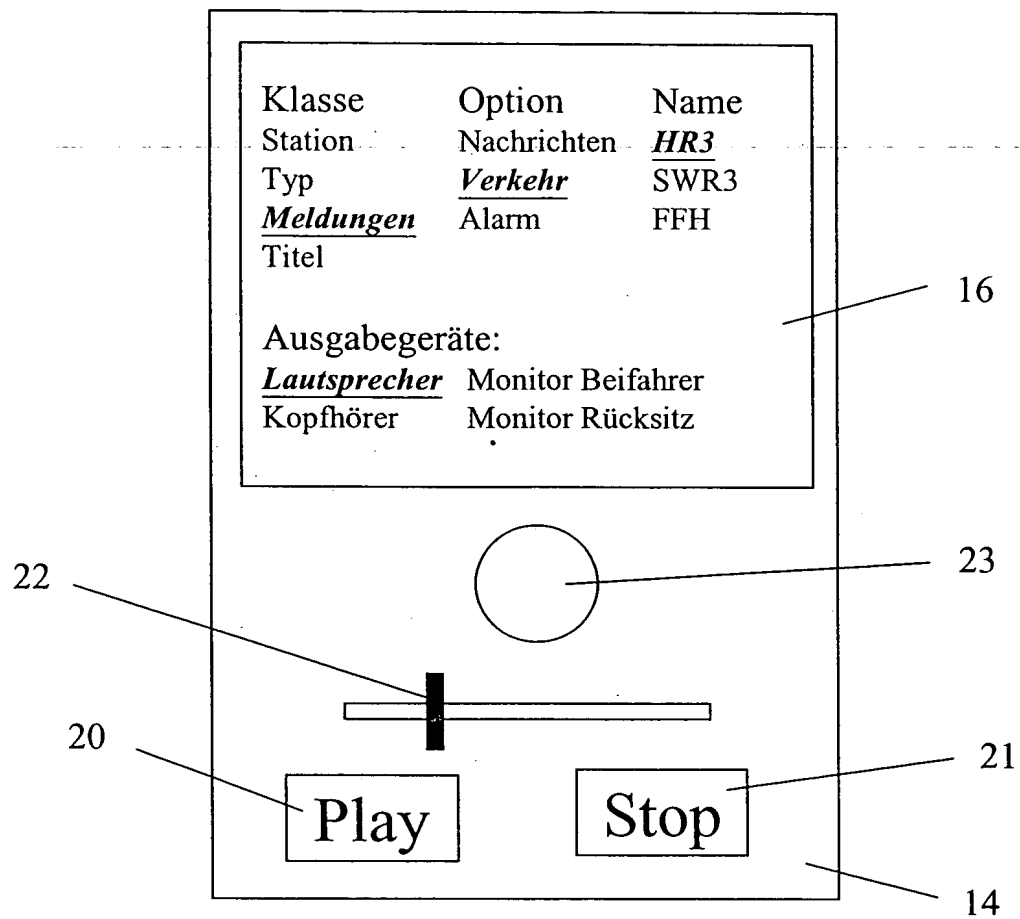 Klasse Option Name
Station Nachrichten HR3
Typ Verkehr SWR3
Meldungen Alarm FFH
Titel
16
Ausgabegeräte:
Lautsprecher Monitor Beifahrer
Kopfhörer Monitor Rücksitz
22
23
20
21
Play Stop
14